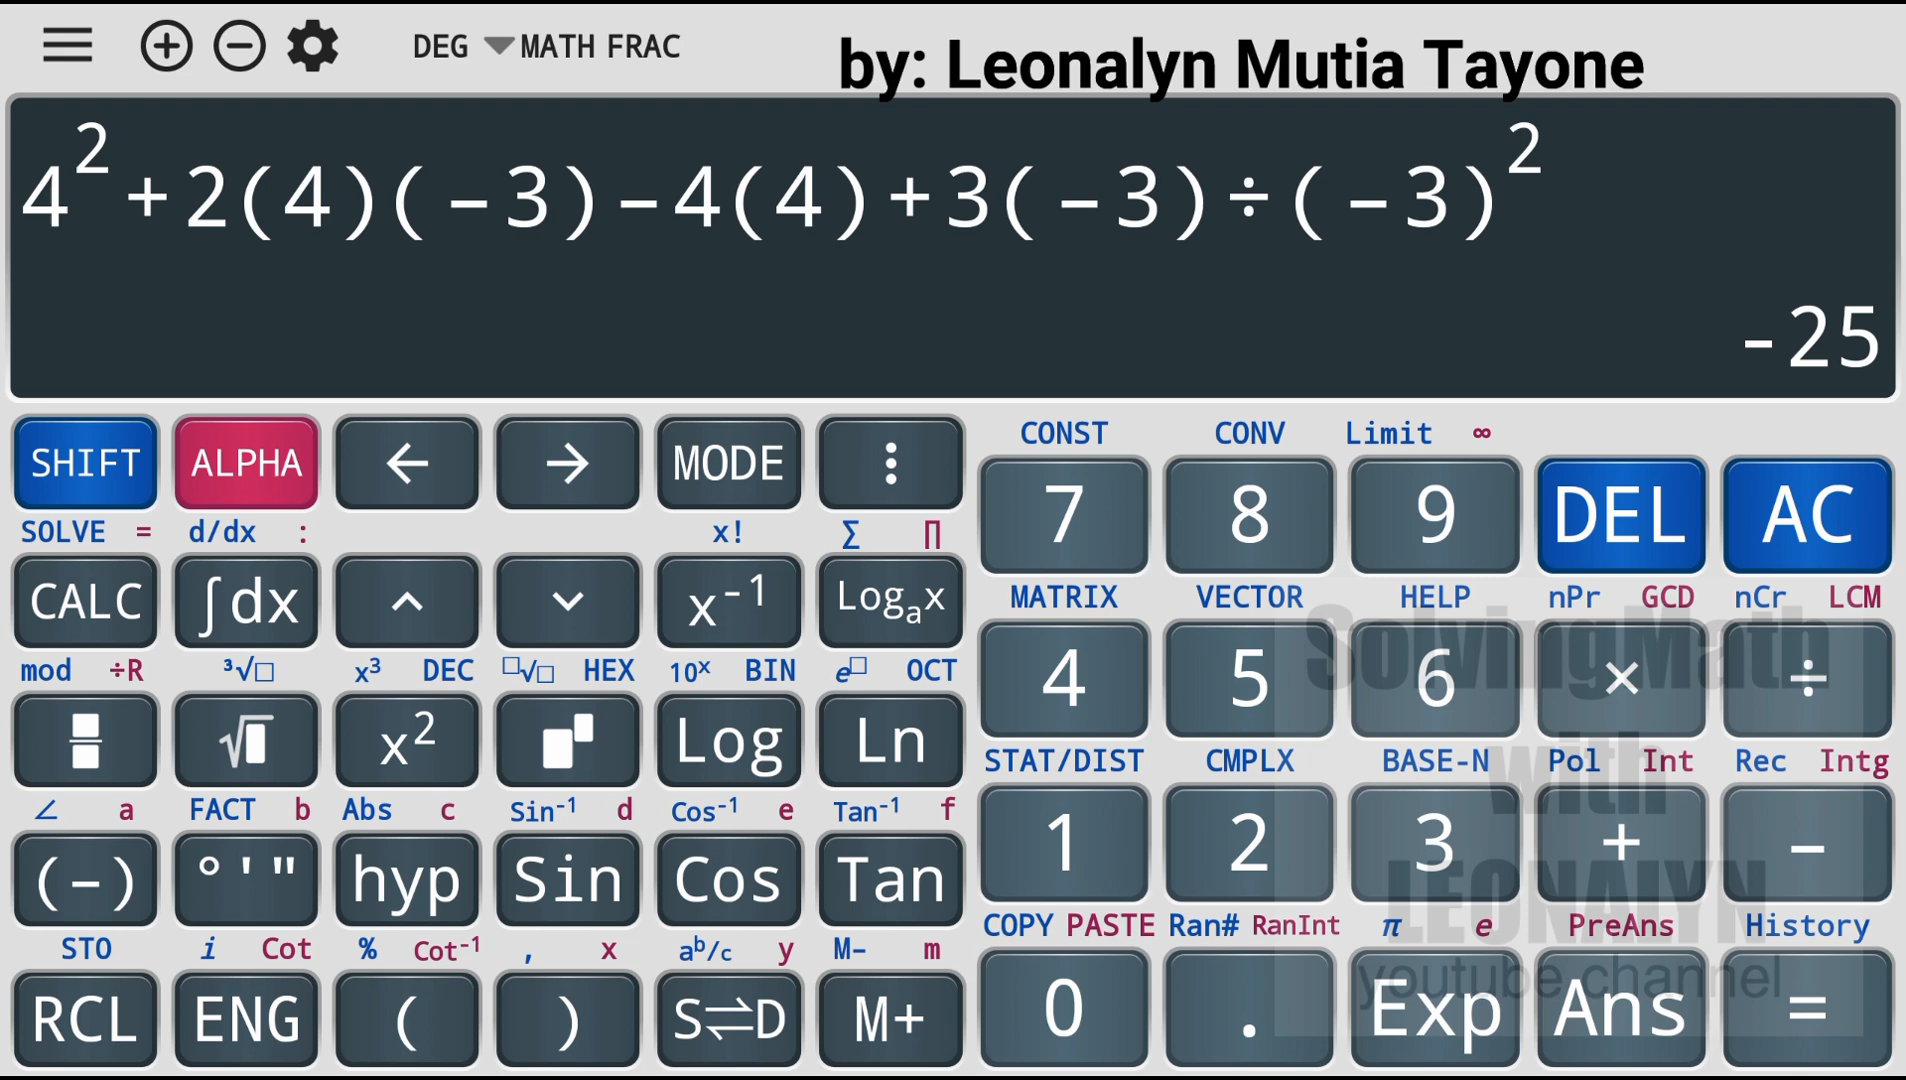 DEG MATH FRAC
by: Leonalyn Mutia Tayone
4²+2(4)(-3)-4(4)+3(-3)÷(-3)²
-25
SHIFT ALPHA ← → MODE ⋮
SOLVE = d/dx : x! ∑ ∏
CALC ∫dx ^ ⌄ x⁻¹ Logₐx
mod ÷R ³√□ x³ DEC □√□ HEX 10ˣ BIN e□ OCT
√ x² Log Ln
∠ a FACT b Abs c Sin⁻¹ d Cos⁻¹ e Tan⁻¹ f
(-) °'" hyp Sin Cos Tan
STO i Cot % Cot⁻¹ , x aᵇ/c y M- m
RCL ENG ( ) S⇌D M+
CONST CONV Limit ∞
7 8 9 DEL AC
MATRIX VECTOR HELP nPr GCD nCr LCM
4 5 6 × ÷
STAT/DIST CMPLX BASE-N Pol Int Rec Intg
1 2 3 + -
COPY PASTE Ran# RanInt π e PreAns History
0 . Exp Ans =
SolvingMath
with
LEONALYN
youtube channel